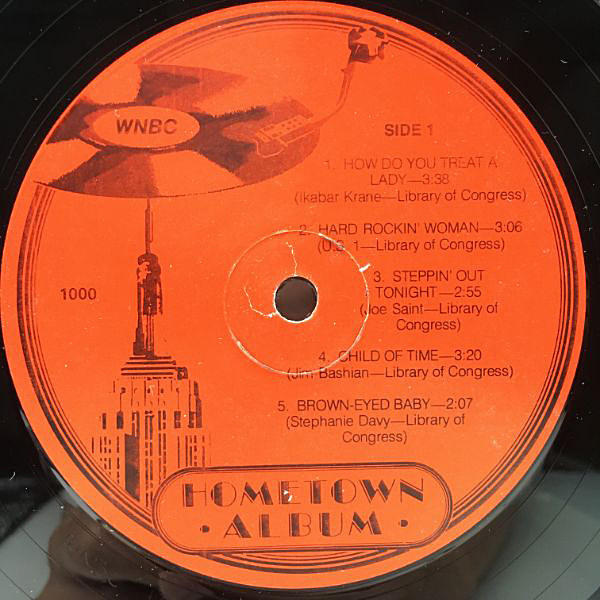 WNBC
SIDE 1
1. HOW DO YOU TREAT A
LADY—3:38
(Ikabar Krane—Library of Congress)
2. HARD ROCKIN' WOMAN—3:06
(U.S. 1—Library of Congress)
3. STEPPIN' OUT
TONIGHT—2:55
(Joe Saint—Library of
Congress)
1000
4. CHILD OF TIME—3:20
(Jim Bashian—Library of Congress)
5. BROWN-EYED BABY—2:07
(Stephanie Davy—Library of
Congress)
HOMETOWN
• ALBUM •